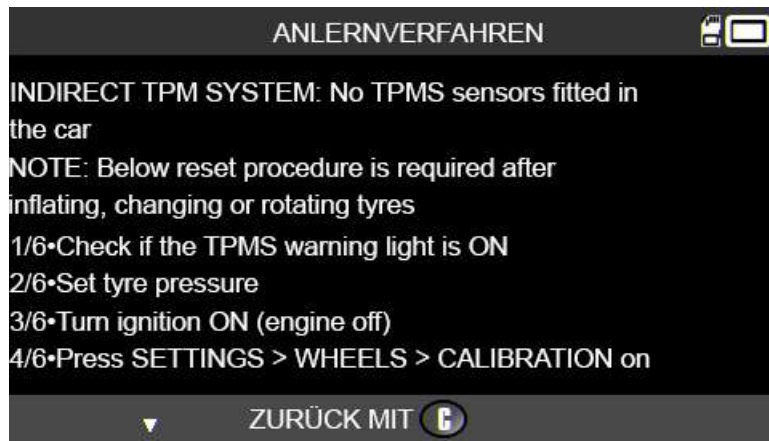 ANLERNVERFAHREN
INDIRECT TPM SYSTEM: No TPMS sensors fitted in
the car
NOTE: Below reset procedure is required after
inflating, changing or rotating tyres
1/6•Check if the TPMS warning light is ON
2/6•Set tyre pressure
3/6•Turn ignition ON (engine off)
4/6•Press SETTINGS > WHEELS > CALIBRATION on
ZURÜCK MIT C